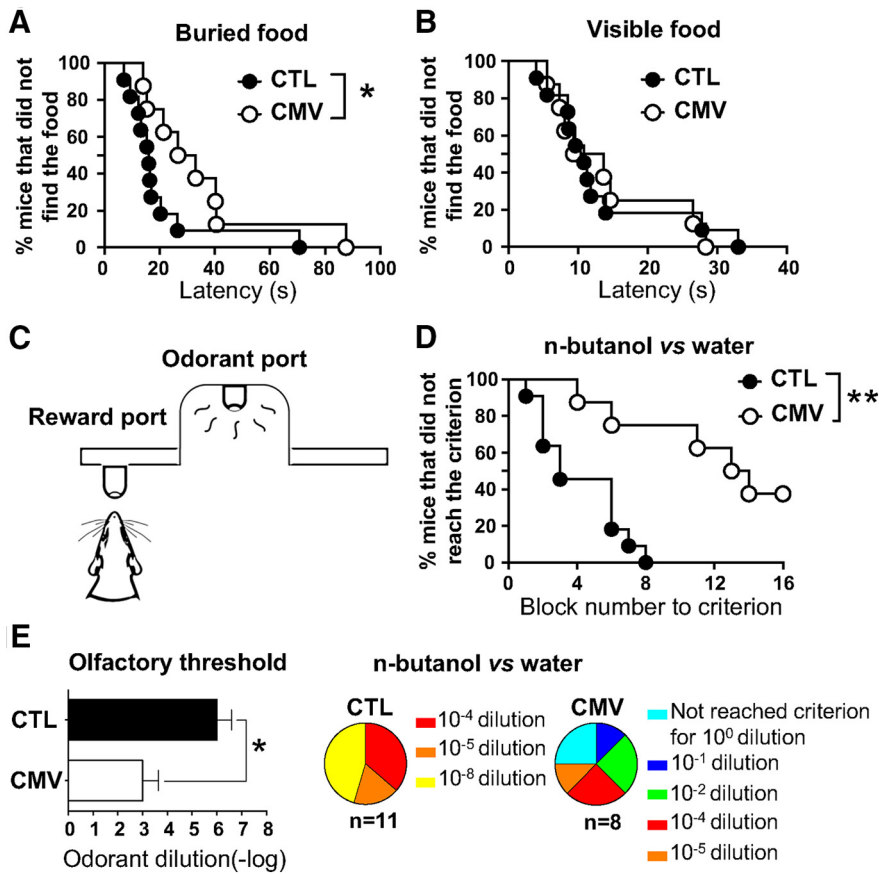 A
Buried food
% mice that did not
find the food
100
80
60
40
20
0
CTL
CMV
*
0 20 40 60 80 100
Latency (s)
B
Visible food
% mice that did not
find the food
100
80
60
40
20
0
CTL
CMV
0 10 20 30 40
Latency (s)
C
Odorant port
Reward port
D
n-butanol vs water
% mice that did not
reach the criterion
100
80
60
40
20
0
CTL
CMV
**
0 4 8 12 16
Block number to criterion
E
Olfactory threshold
CTL
CMV
*
0 1 2 3 4 5 6 7 8
Odorant dilution(-log)
n-butanol vs water
CTL
n=11
10⁻⁴ dilution
10⁻⁵ dilution
10⁻⁸ dilution
CMV
n=8
Not reached criterion
for 10⁰ dilution
10⁻¹ dilution
10⁻² dilution
10⁻⁴ dilution
10⁻⁵ dilution